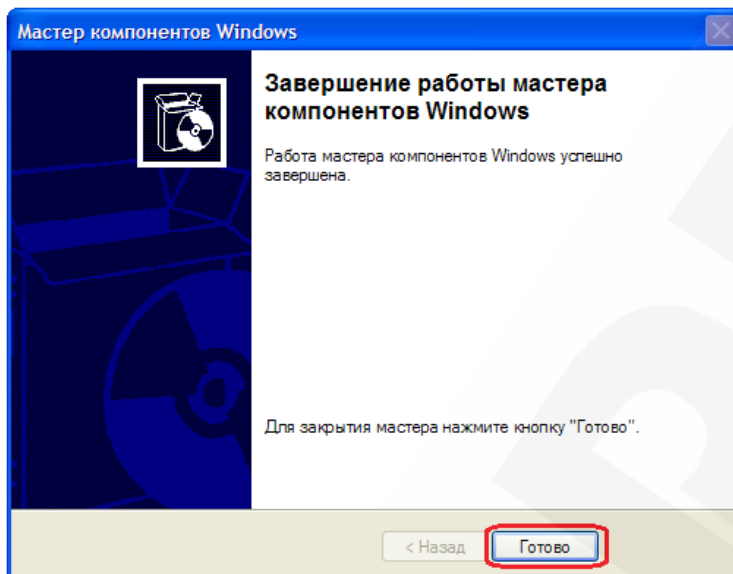 Мастер компонентов Windows
Завершение работы мастера
компонентов Windows
Работа мастера компонентов Windows успешно
завершена.
Для закрытия мастера нажмите кнопку "Готово".
< Назад
Готово